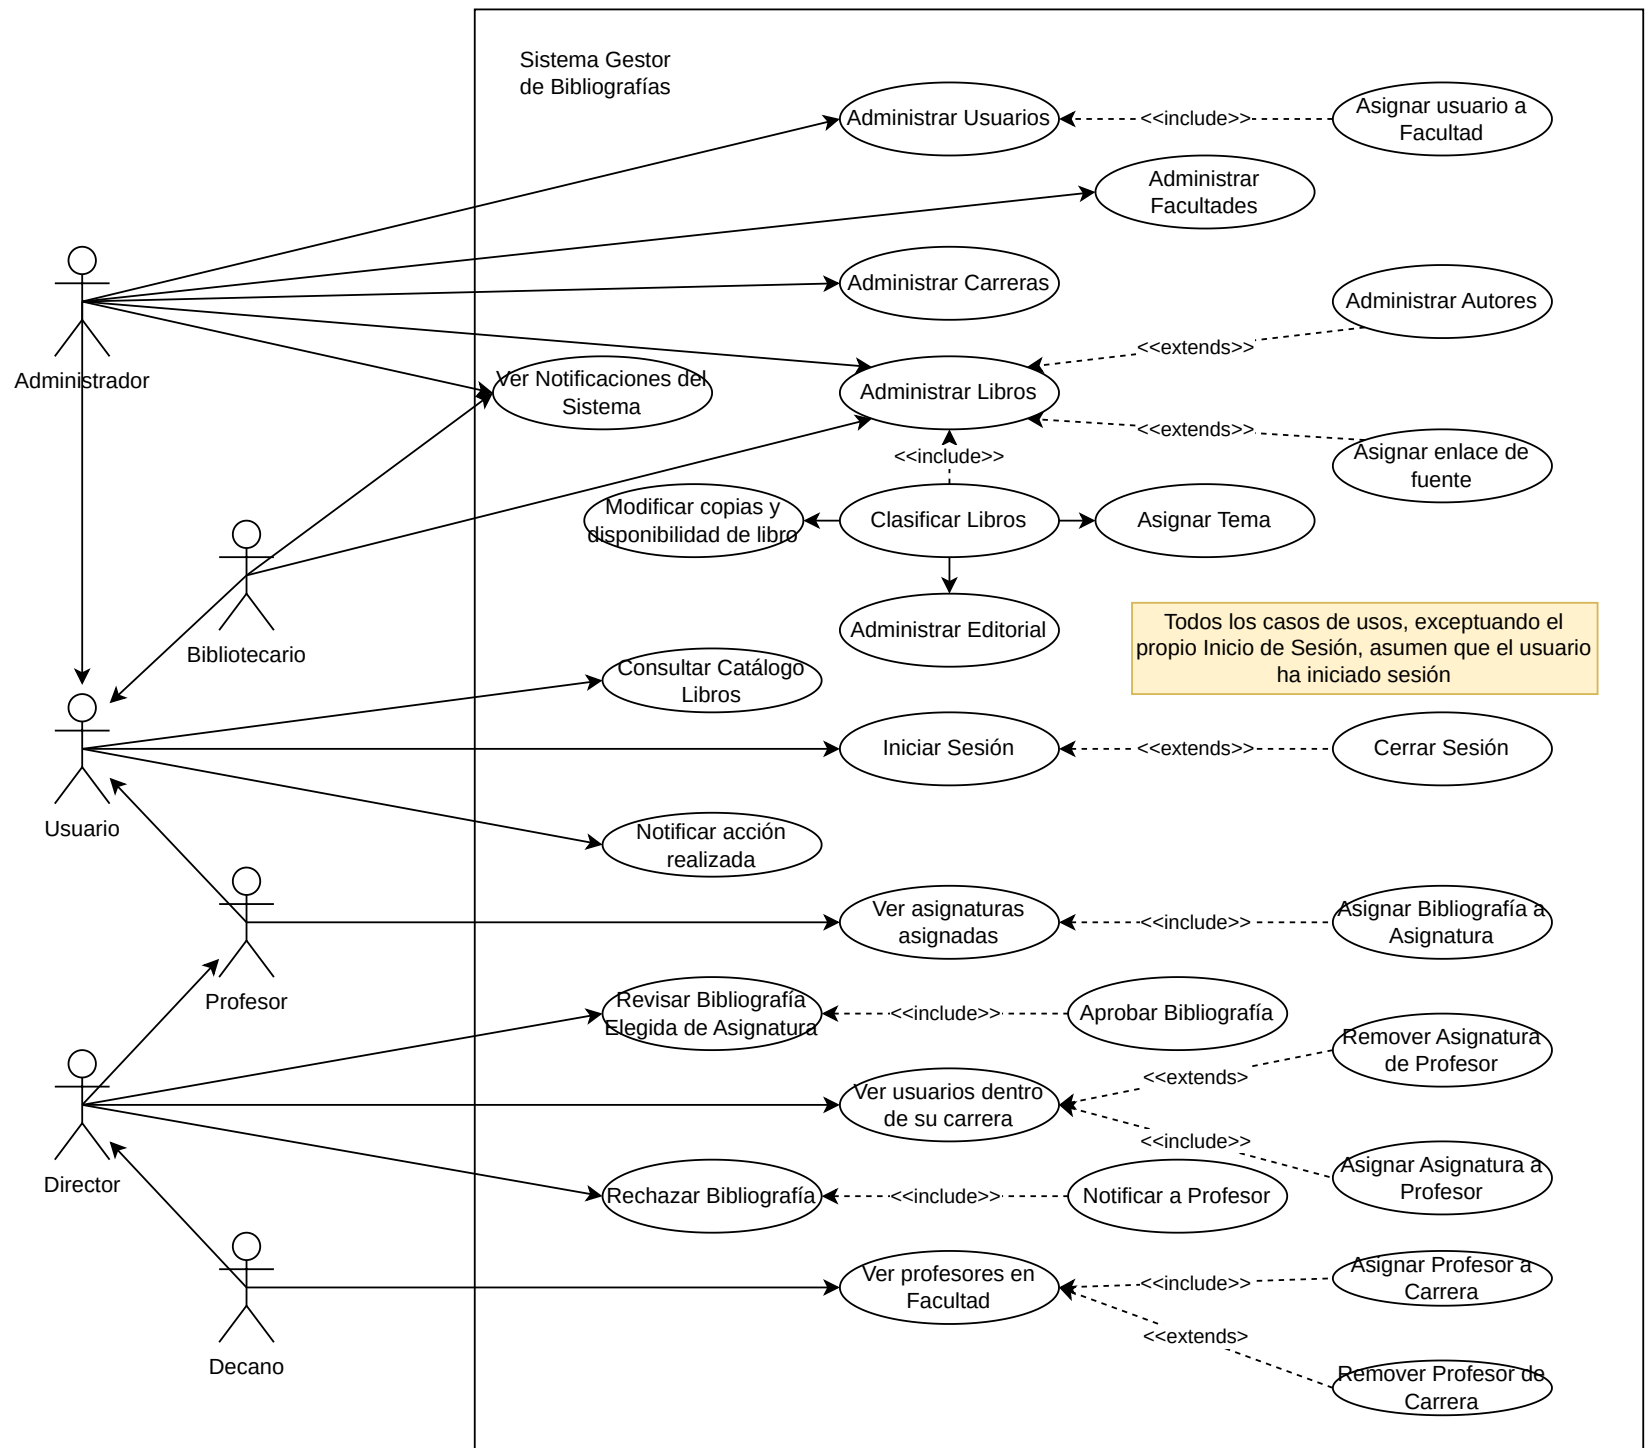 Sistema Gestor
de Bibliografías
Administrar Usuarios
<<include>>
Asignar usuario a
Facultad
Administrar
Facultades
Administrar Carreras
Administrar Autores
<<extends>>
Administrador
Ver Notificaciones del
Sistema
Administrar Libros
<<extends>>
Asignar enlace de
fuente
<<include>>
Modificar copias y
disponibilidad de libro
Clasificar Libros
Asignar Tema
Administrar Editorial
Todos los casos de usos, exceptuando el
propio Inicio de Sesión, asumen que el usuario
ha iniciado sesión
Bibliotecario
Consultar Catálogo
Libros
Iniciar Sesión
<<extends>>
Cerrar Sesión
Usuario
Notificar acción
realizada
Ver asignaturas
asignadas
<<include>>
Asignar Bibliografía a
Asignatura
Profesor
Revisar Bibliografía
Elegida de Asignatura
<<include>>
Aprobar Bibliografía
Remover Asignatura
de Profesor
<<extends>
Ver usuarios dentro
de su carrera
<<include>>
Asignar Asignatura a
Profesor
Director
Rechazar Bibliografía
<<include>>
Notificar a Profesor
Ver profesores en
Facultad
<<include>>
Asignar Profesor a
Carrera
<<extends>
Remover Profesor de
Carrera
Decano